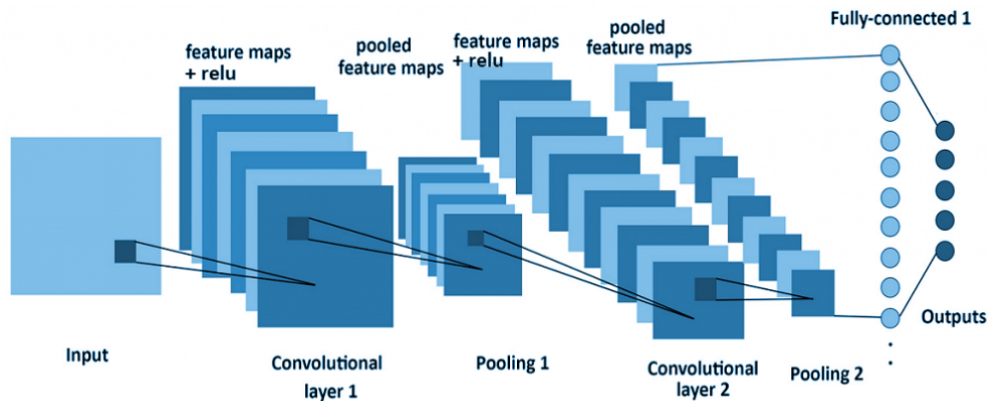 Fully-connected 1
feature maps
+ relu
pooled
feature maps
feature maps
+ relu
pooled
feature maps
Outputs
Input
Convolutional
layer 1
Pooling 1
Convolutional
layer 2
Pooling 2